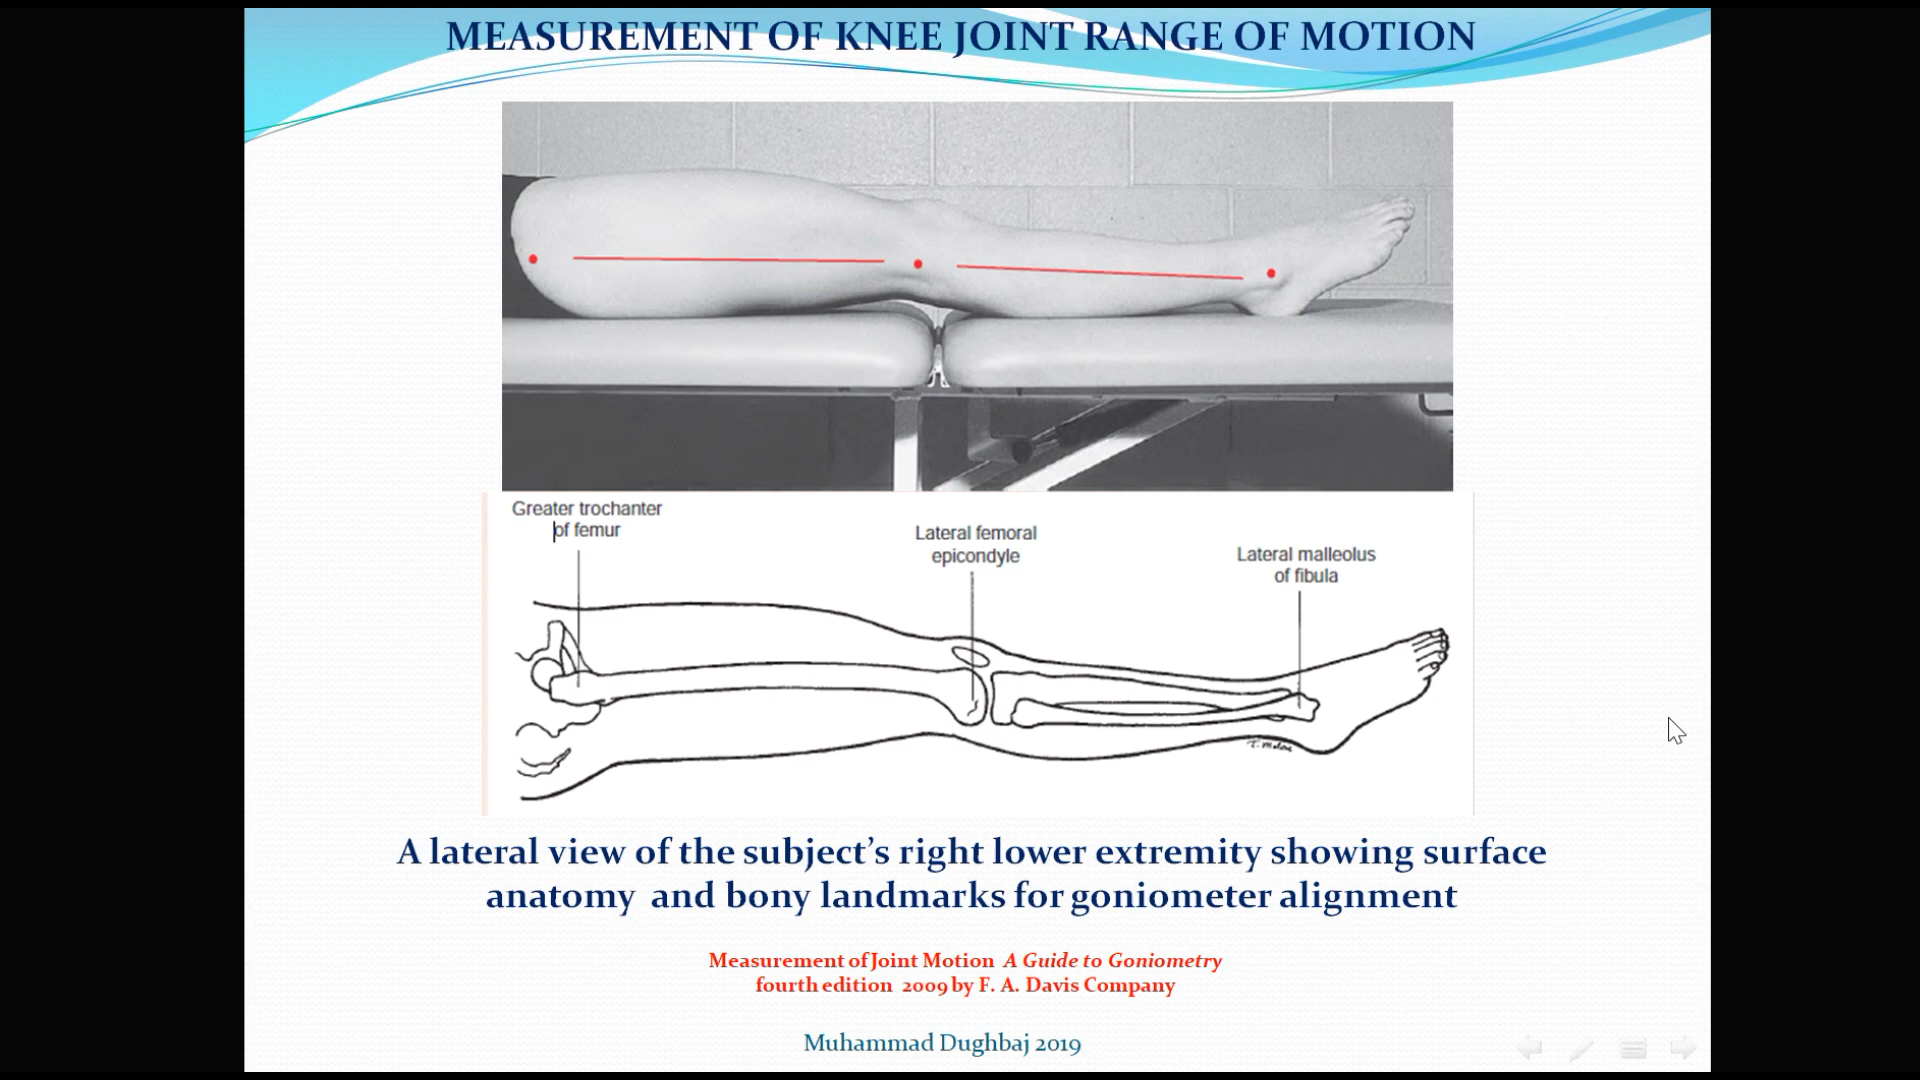 MEASUREMENT OF KNEE JOINT RANGE OF MOTION
Greater trochanter
of femur
Lateral femoral
epicondyle
Lateral malleolus
of fibula
A lateral view of the subject's right lower extremity showing surface
anatomy and bony landmarks for goniometer alignment
Measurement of Joint Motion A Guide to Goniometry
fourth edition 2009 by F. A. Davis Company
Muhammad Dughbaj 2019